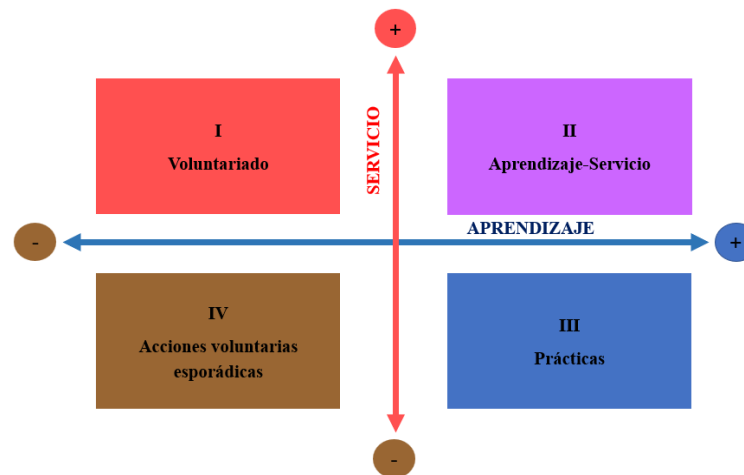 +
I
Voluntariado
SERVICIO
II
Aprendizaje-Servicio
-
APRENDIZAJE
+
IV
Acciones voluntarias
esporádicas
III
Prácticas
-